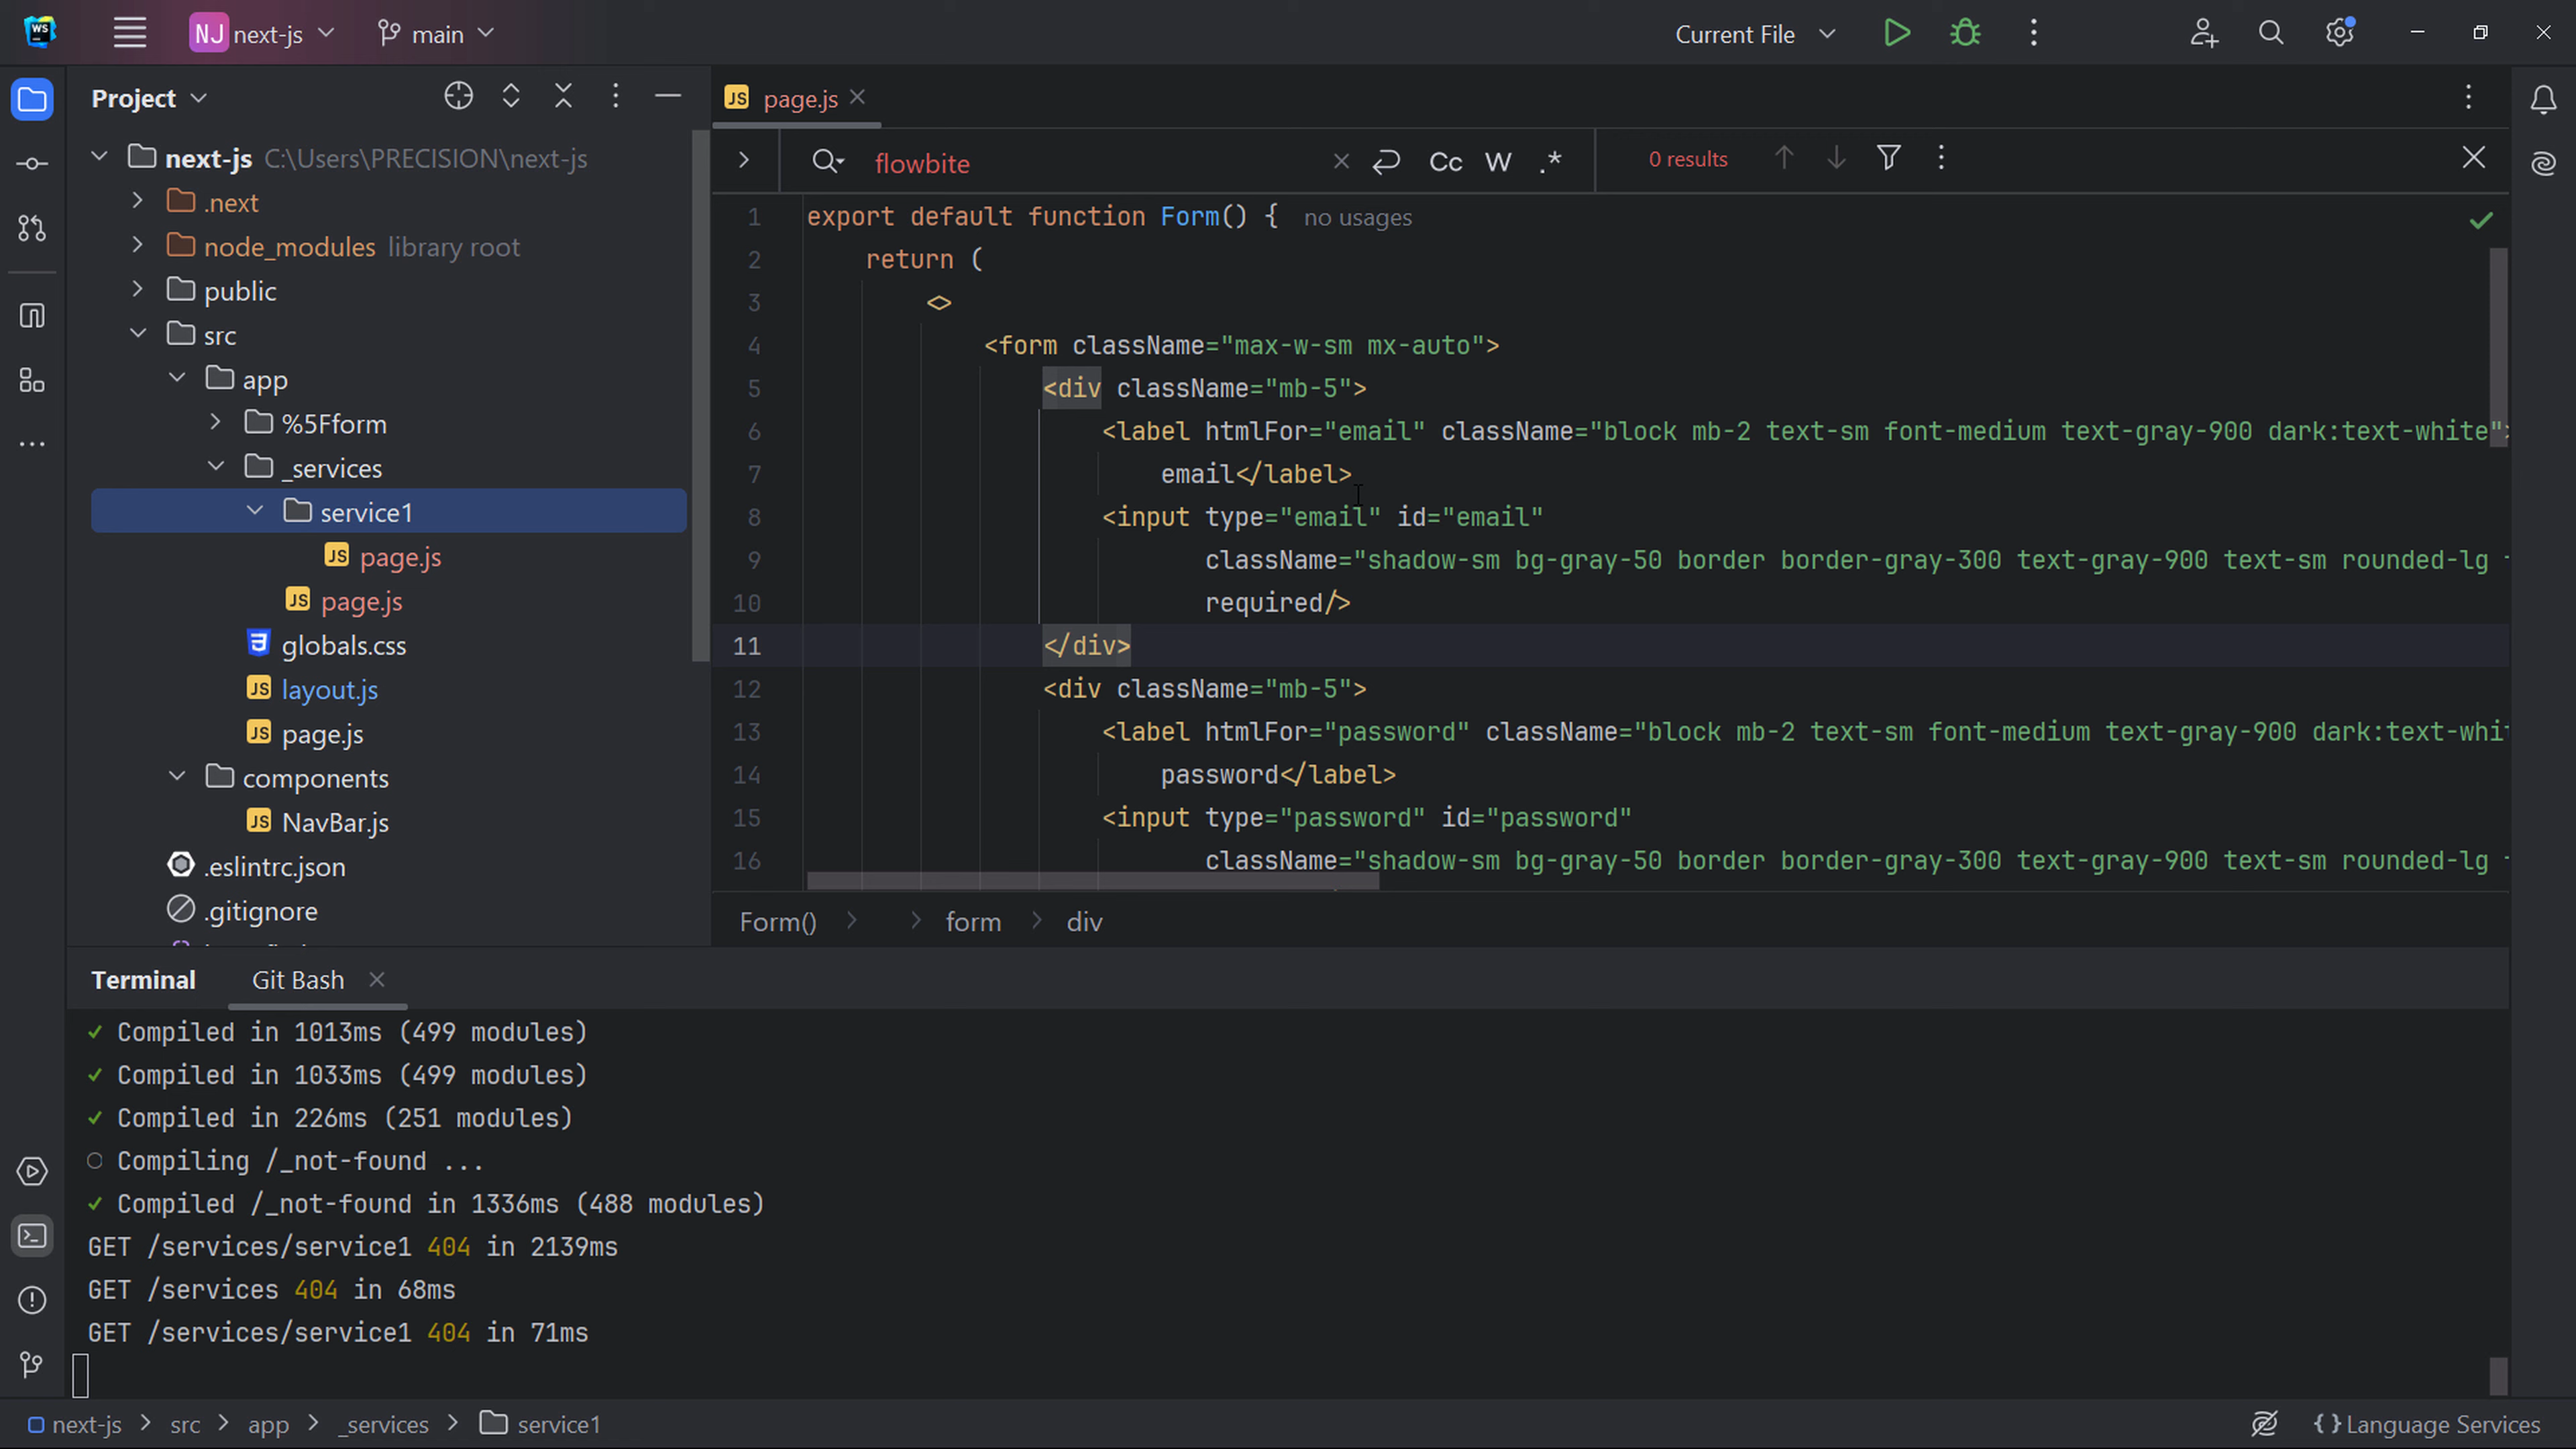 WS
NJ next-js
main
Current File
Project
page.js
next-js C:\Users\PRECISION\next-js
.next
node_modules library root
public
src
app
%5Fform
_services
service1
page.js
page.js
globals.css
layout.js
page.js
components
NavBar.js
.eslintrc.json
.gitignore
flowbite
Cc W .*
0 results
1 export default function Form() { no usages
2 return (
3 <>
4 <form className="max-w-sm mx-auto">
5 <div className="mb-5">
6 <label htmlFor="email" className="block mb-2 text-sm font-medium text-gray-900 dark:text-white">
7 email</label>
8 <input type="email" id="email"
9 className="shadow-sm bg-gray-50 border border-gray-300 text-gray-900 text-sm rounded-lg
10 required/>
11 </div>
12 <div className="mb-5">
13 <label htmlFor="password" className="block mb-2 text-sm font-medium text-gray-900 dark:text-whi
14 password</label>
15 <input type="password" id="password"
16 className="shadow-sm bg-gray-50 border border-gray-300 text-gray-900 text-sm rounded-lg
Form() > > form > div
Terminal
Git Bash
✓ Compiled in 1013ms (499 modules)
✓ Compiled in 1033ms (499 modules)
✓ Compiled in 226ms (251 modules)
○ Compiling /_not-found ...
✓ Compiled /_not-found in 1336ms (488 modules)
GET /services/service1 404 in 2139ms
GET /services 404 in 68ms
GET /services/service1 404 in 71ms
next-js > src > app > _services > service1
{} Language Services